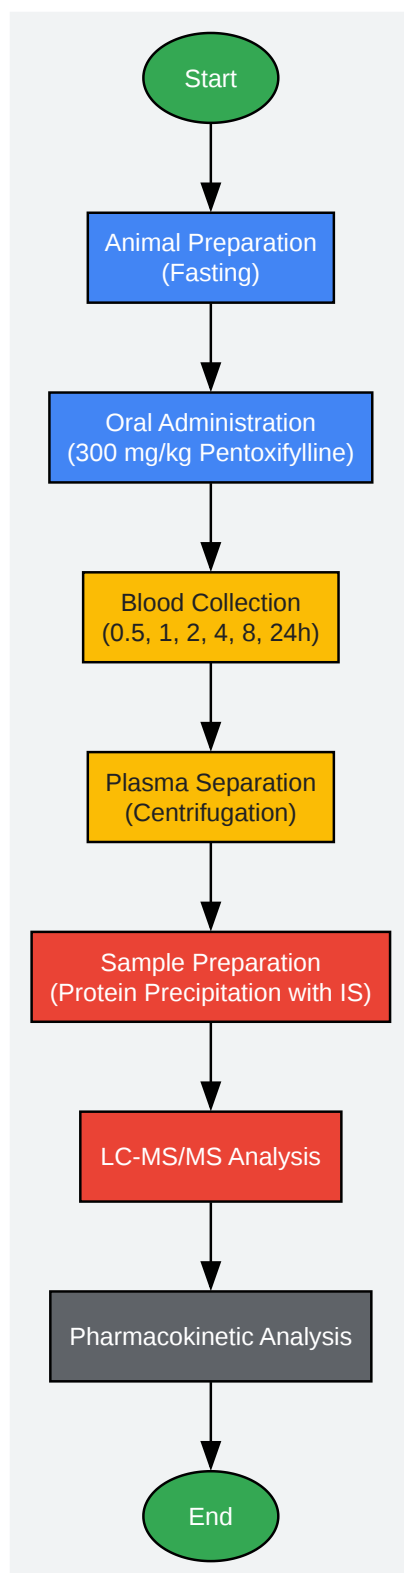 Start
Animal Preparation
(Fasting)
Oral Administration
(300 mg/kg Pentoxifylline)
Blood Collection
(0.5, 1, 2, 4, 8, 24h)
Plasma Separation
(Centrifugation)
Sample Preparation
(Protein Precipitation with IS)
LC-MS/MS Analysis
Pharmacokinetic Analysis
End